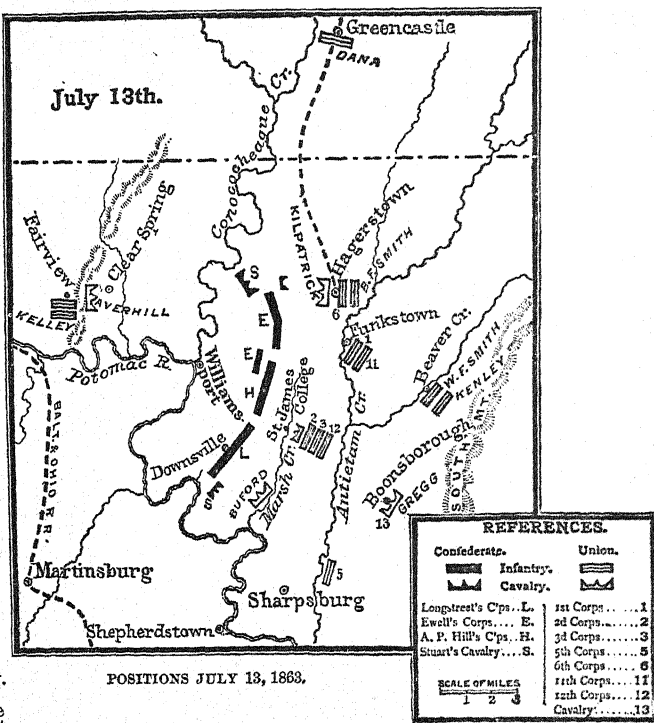 Greencastle
DANA
July 13th.
Conococheague Cr.
Fairview
Clear Spring
KELLEY
AVERHILL
KILPATRICK
Hagerstown
B.F. SMITH
6
S
E
E
H
L
S
Funkstown
1
11
Beaver Cr.
W.F. SMITH
KENLEY
Potomac R
Williams-
port
St. James
College
2
3
12
Downsville
BUFORD
Marsh Cr.
Antietam Cr.
Boonsborough
GREGG
13
SOUTH MT.
BALT. & OHIO R.R.
Martinsburg
5
Sharpsburg
Shepherdstown
REFERENCES.
Confederate. Union.
Infantry.
Cavalry.
Longstreet's C'ps..L.
Ewell's Corps.... E.
A. P. Hill's C'ps..H.
Stuart's Cavalry....S.
SCALE OF MILES
1 2 3
1st Corps......1
2d Corps......2
3d Corps......3
5th Corps.....5
6th Corps.....6
11th Corps....11
12th Corps....12
Cavalry.......13
POSITIONS JULY 13, 1863.